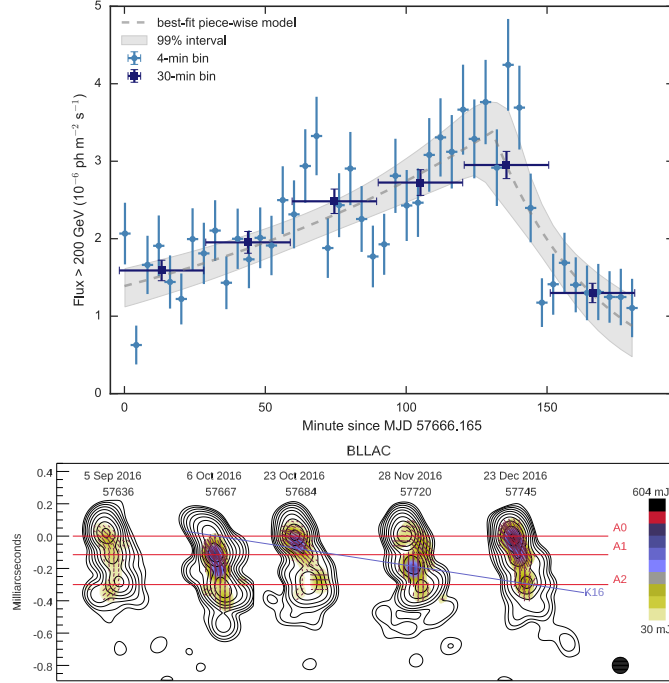 best-fit piece-wise model
99% interval
4-min bin
30-min bin
Flux > 200 GeV (10⁻⁶ ph m⁻² s⁻¹)
5
4
3
2
1
0
0 50 100 150
Minute since MJD 57666.165
BLLAC
5 Sep 2016 6 Oct 2016 23 Oct 2016 28 Nov 2016 23 Dec 2016 604 mJ
57636 57667 57684 57720 57745
Milliarcseconds
0.4
0.2
0.0
-0.2
-0.4
-0.6
-0.8
A0
A1
A2
K16
30 mJ